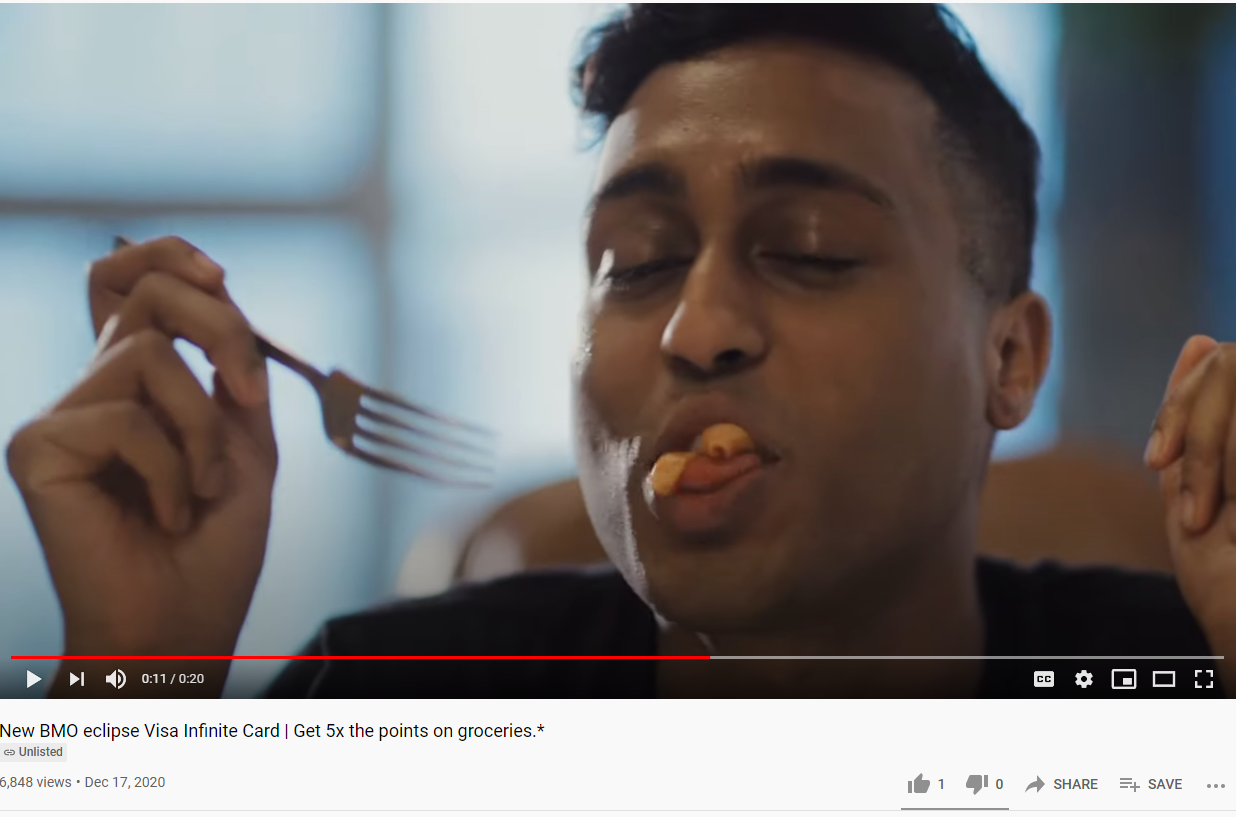 CC
0:11 / 0:20
New BMO eclipse Visa Infinite Card | Get 5x the points on groceries.*
Unlisted
6,848 views • Dec 17, 2020
1 0 SHARE SAVE